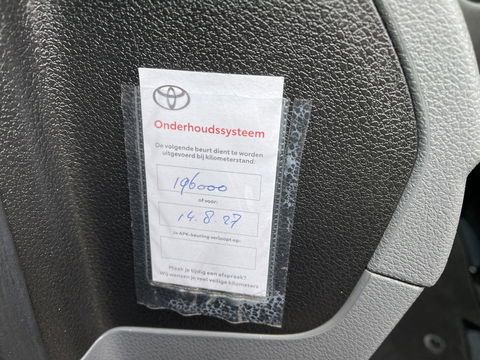 Onderhoudssysteem
De volgende beurt dient te worden
uitgevoerd bij kilometerstand:
196000
of voor:
14.8.27
Je APK-keuring verloopt op:
Maak je tijdig een afspraak?
Wij wensen je veel veilige kilometers